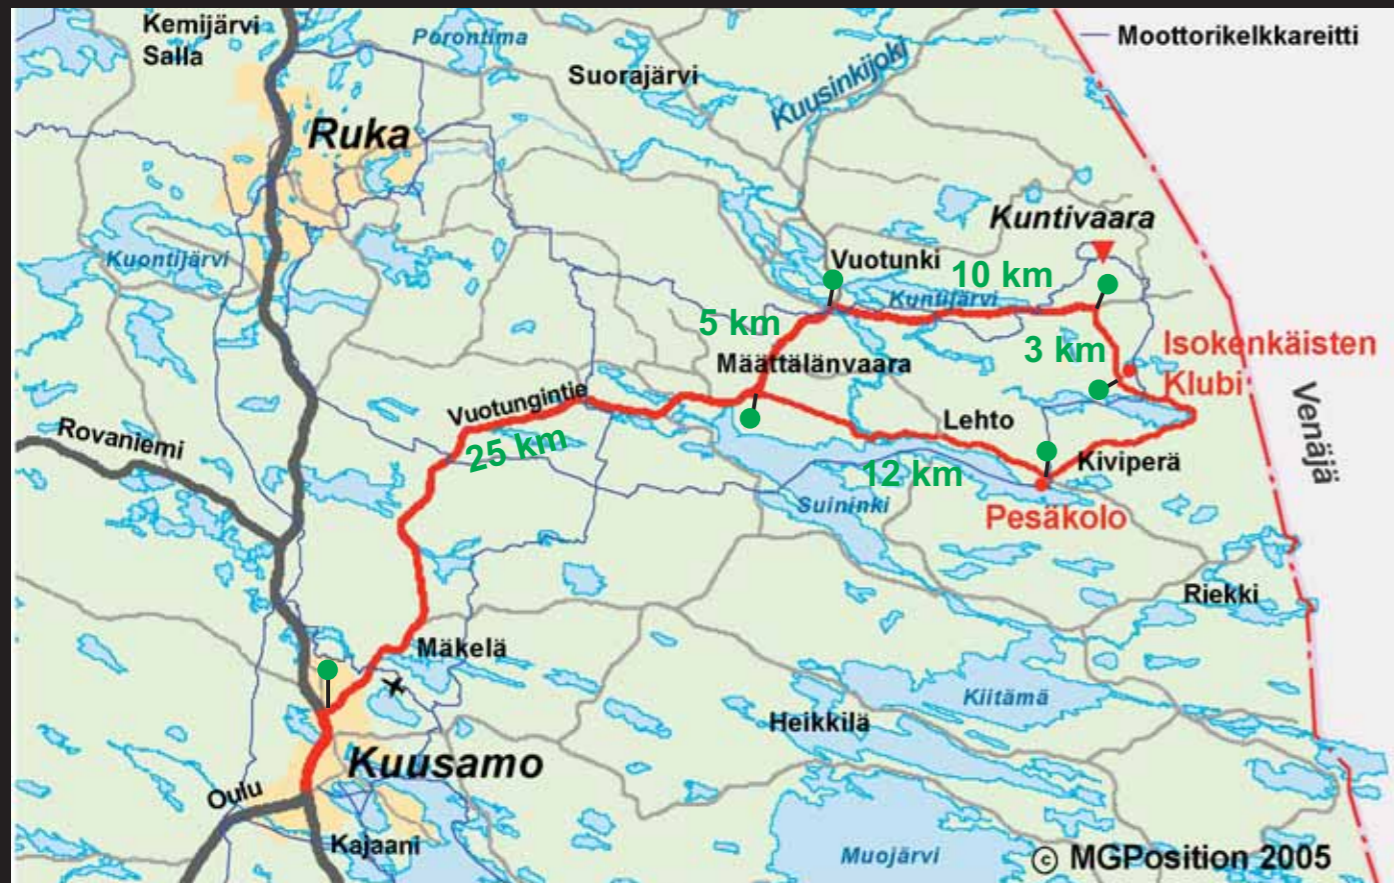 Kemijärvi
Salla
Porontima
Suorajärvi
Kuusinkijoki
Moottorikelkkareitti
Ruka
Kuntivaara
Kuontijärvi
Vuotunki
10 km
Kuntijärvi
5 km
3 km
Isokenkäisten
Klubi
Määttälänvaara
Venäjä
Vuotungintie
25 km
Rovaniemi
Lehto
12 km
Kiviperä
Suininki
Pesäkolo
Riekki
Mäkelä
Kiitämä
Heikkilä
Kuusamo
Oulu
Kajaani
Muojärvi
© MGPosition 2005